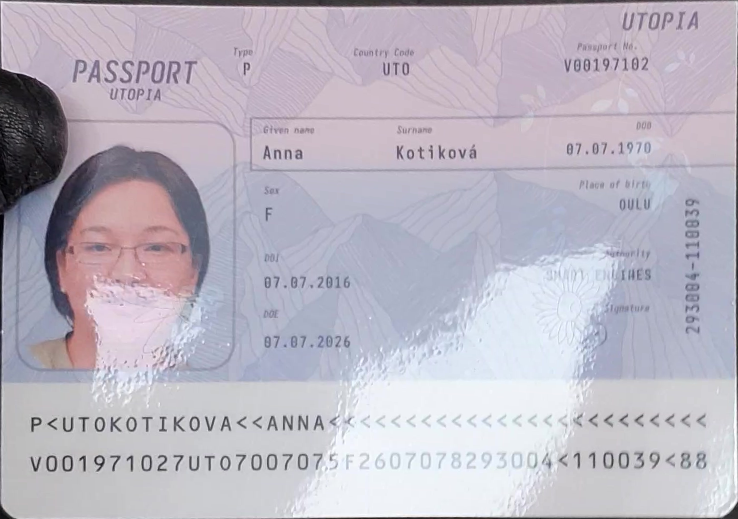 UTOPIA
PASSPORT
UTOPIA
Type
P
Country Code
UTO
Passport No.
V00197102
Given name
Anna
Surname
Kotiková
DOB
07.07.1970
Sex
F
Place of birth
OULU
DOI
07.07.2016
Authority
SMART ENGINES
DOE
07.07.2026
Signature
293004-110039
P<UTOKOTIKOVA<<ANNA<<<<<<<<<<<<<<<<<<<<<<<<<
V001971027UTO7007075F2607078293004<110039<88